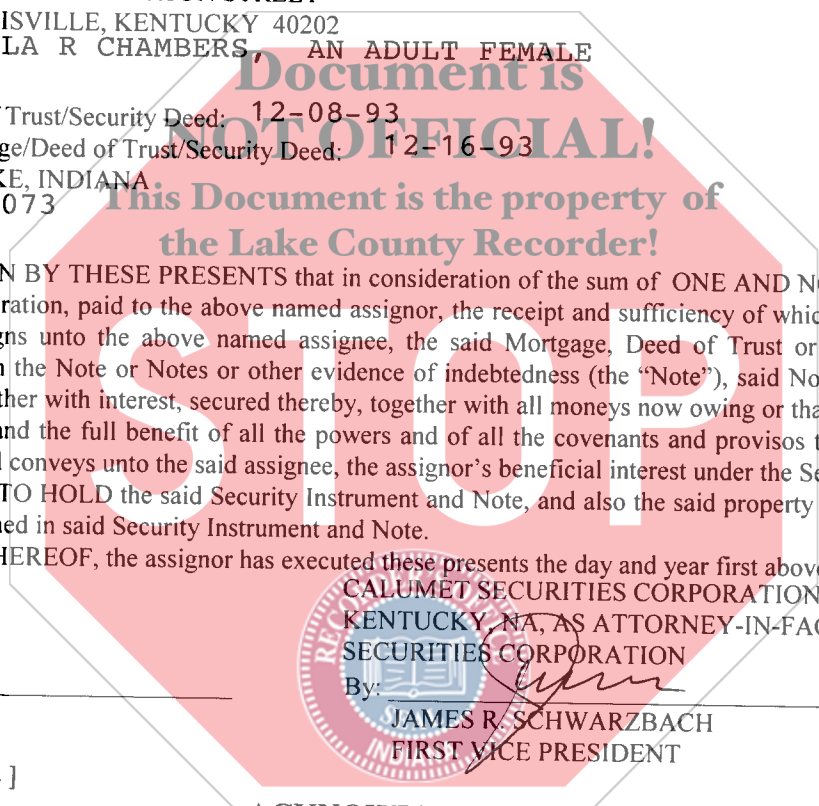 ISVILLE, KENTUCKY 40202
LA R CHAMBERS, AN ADULT FEMALE
Document is
Trust/Security Deed: 12-08-93
NOT OFFICIAL!
ge/Deed of Trust/Security Deed: 12-16-93
KE, INDIANA
073
This Document is the property of
the Lake County Recorder!
N BY THESE PRESENTS that in consideration of the sum of ONE AND N
ration, paid to the above named assignor, the receipt and sufficiency of whic
gns unto the above named assignee, the said Mortgage, Deed of Trust or
the Note or Notes or other evidence of indebtedness (the “Note”), said No
ther with interest, secured thereby, together with all moneys now owing or tha
and the full benefit of all the powers and of all the covenants and provisos t
conveys unto the said assignee, the assignor's beneficial interest under the Se
STOP
TO HOLD the said Security Instrument and Note, and also the said property
ned in said Security Instrument and Note.
HEREOF, the assignor has executed these presents the day and year first above
CALUMET SECURITIES CORPORATION
KENTUCKY, NA, AS ATTORNEY-IN-FAC
SECURITIES CORPORATION
By:
RECORDER'S OFFICE
SEAL
INDIANA
JAMES R. SCHWARZBACH
FIRST VICE PRESIDENT
]